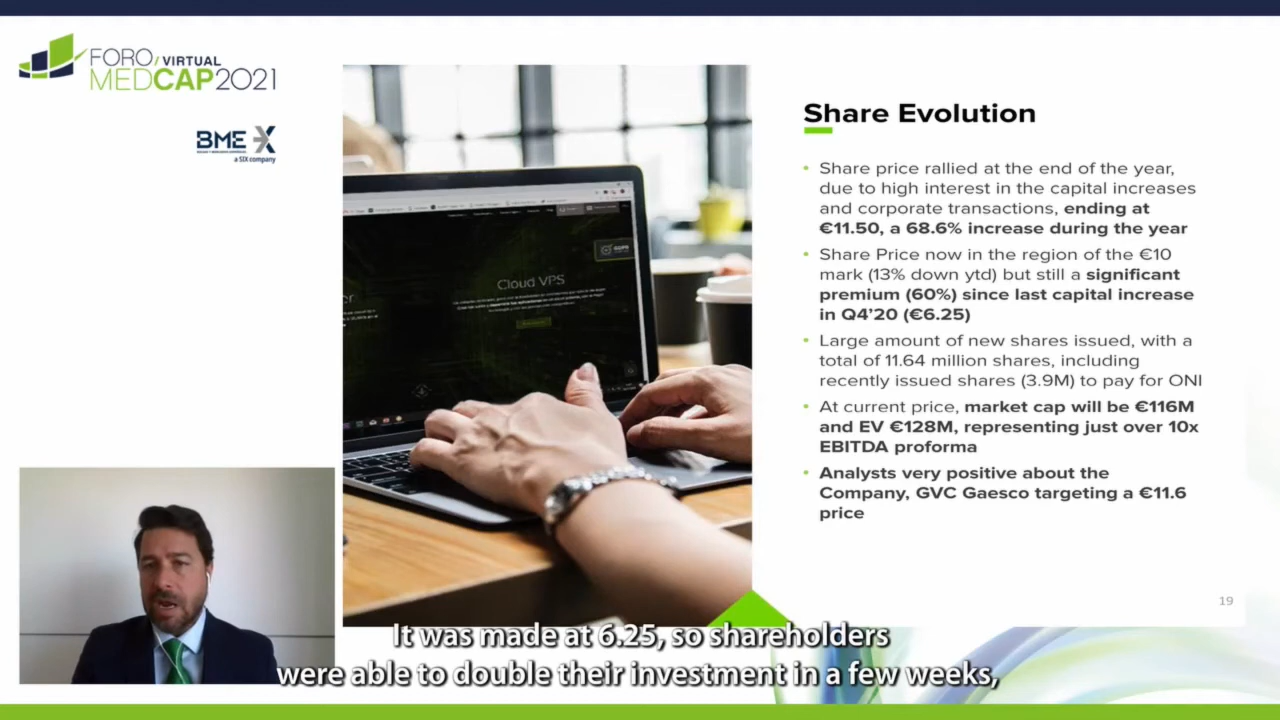 FORO/VIRTUAL
MEDCAP2021
BME X
a SIX company
Cloud VPS
Share Evolution
• Share price rallied at the end of the year,
due to high interest in the capital increases
and corporate transactions, ending at
€11.50, a 68.6% increase during the year
• Share Price now in the region of the €10
mark (13% down ytd) but still a significant
premium (60%) since last capital increase
in Q4’20 (€6.25)
• Large amount of new shares issued, with a
total of 11.64 million shares, including
recently issued shares (3.9M) to pay for ONI
• At current price, market cap will be €116M
and EV €128M, representing just over 10x
EBITDA proforma
• Analysts very positive about the
Company, GVC Gaesco targeting a €11.6
price
19
It was made at 6.25, so shareholders
were able to double their investment in a few weeks,